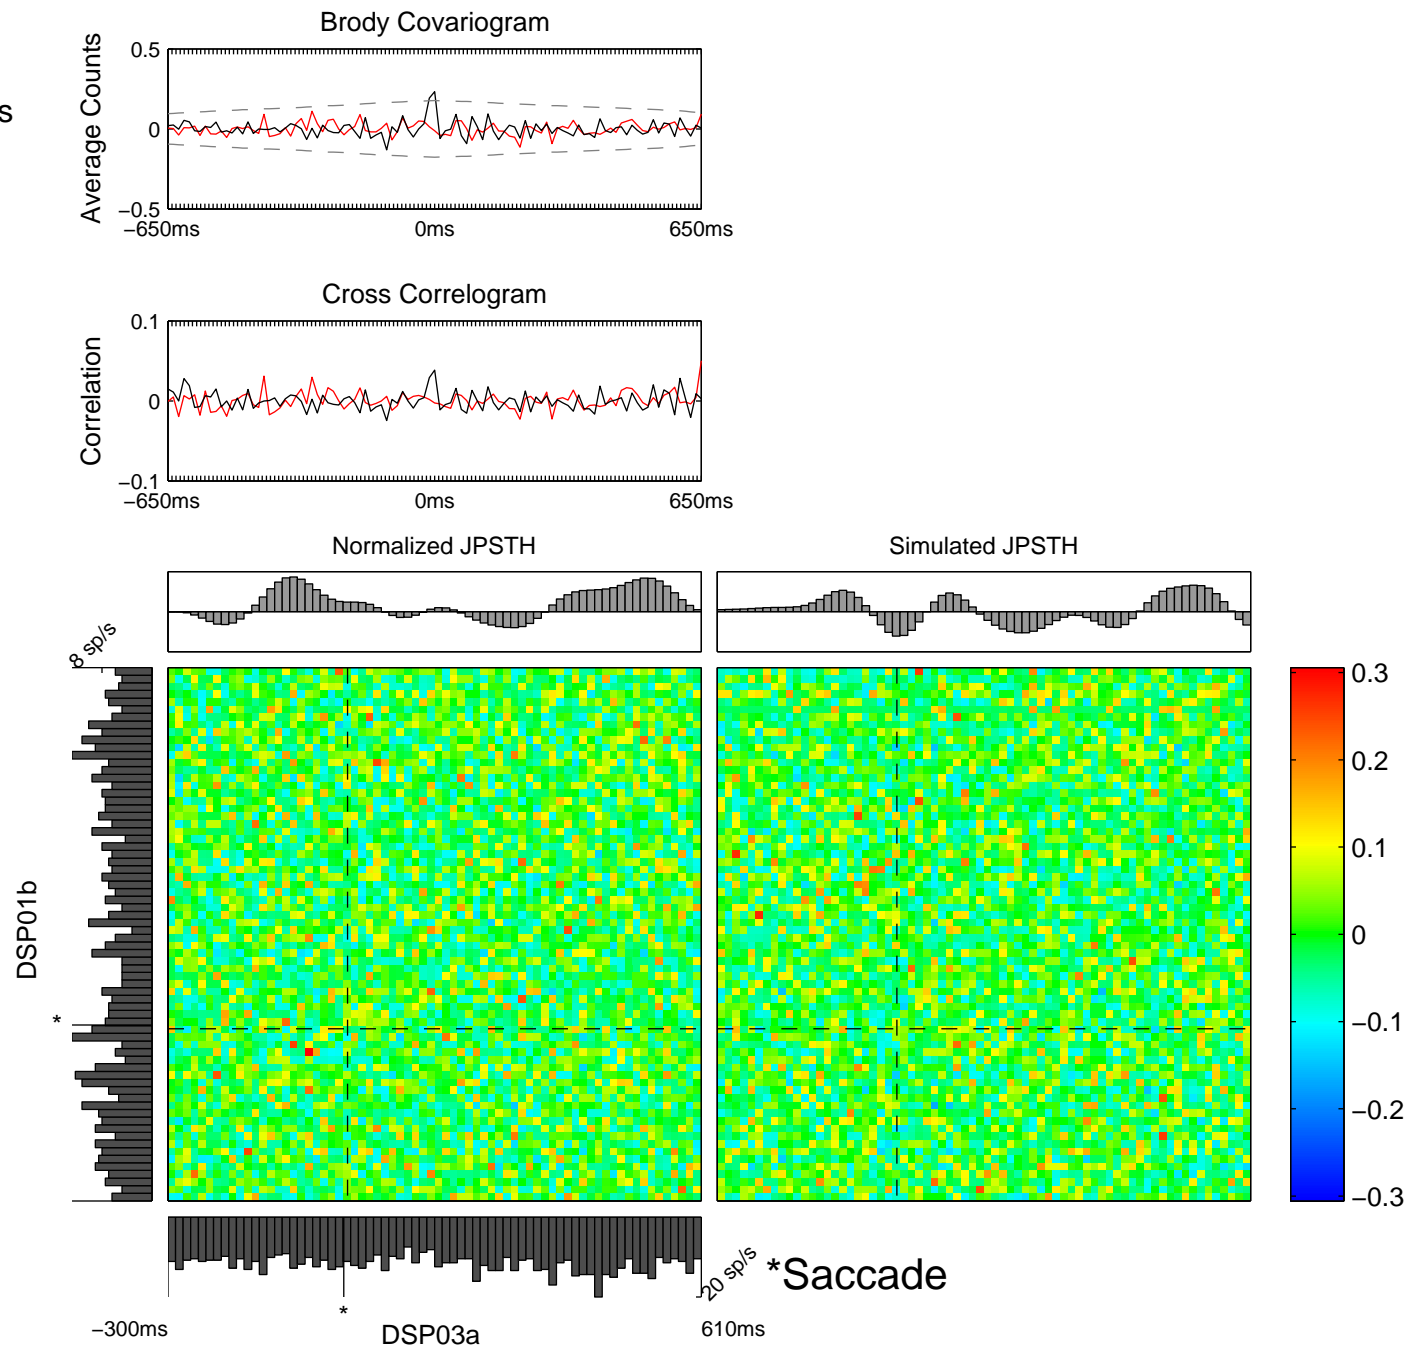 Brody Covariogram
s
Average Counts
0.5
0
−0.5
−650ms 0ms 650ms
Cross Correlogram
Correlation
0.1
0
−0.1
−650ms 0ms 650ms
Normalized JPSTH Simulated JPSTH
8 sp/s
DSP01b
*
0.3
0.2
0.1
0
−0.1
−0.2
−0.3
20 sp/s
*Saccade
*
−300ms DSP03a 610ms